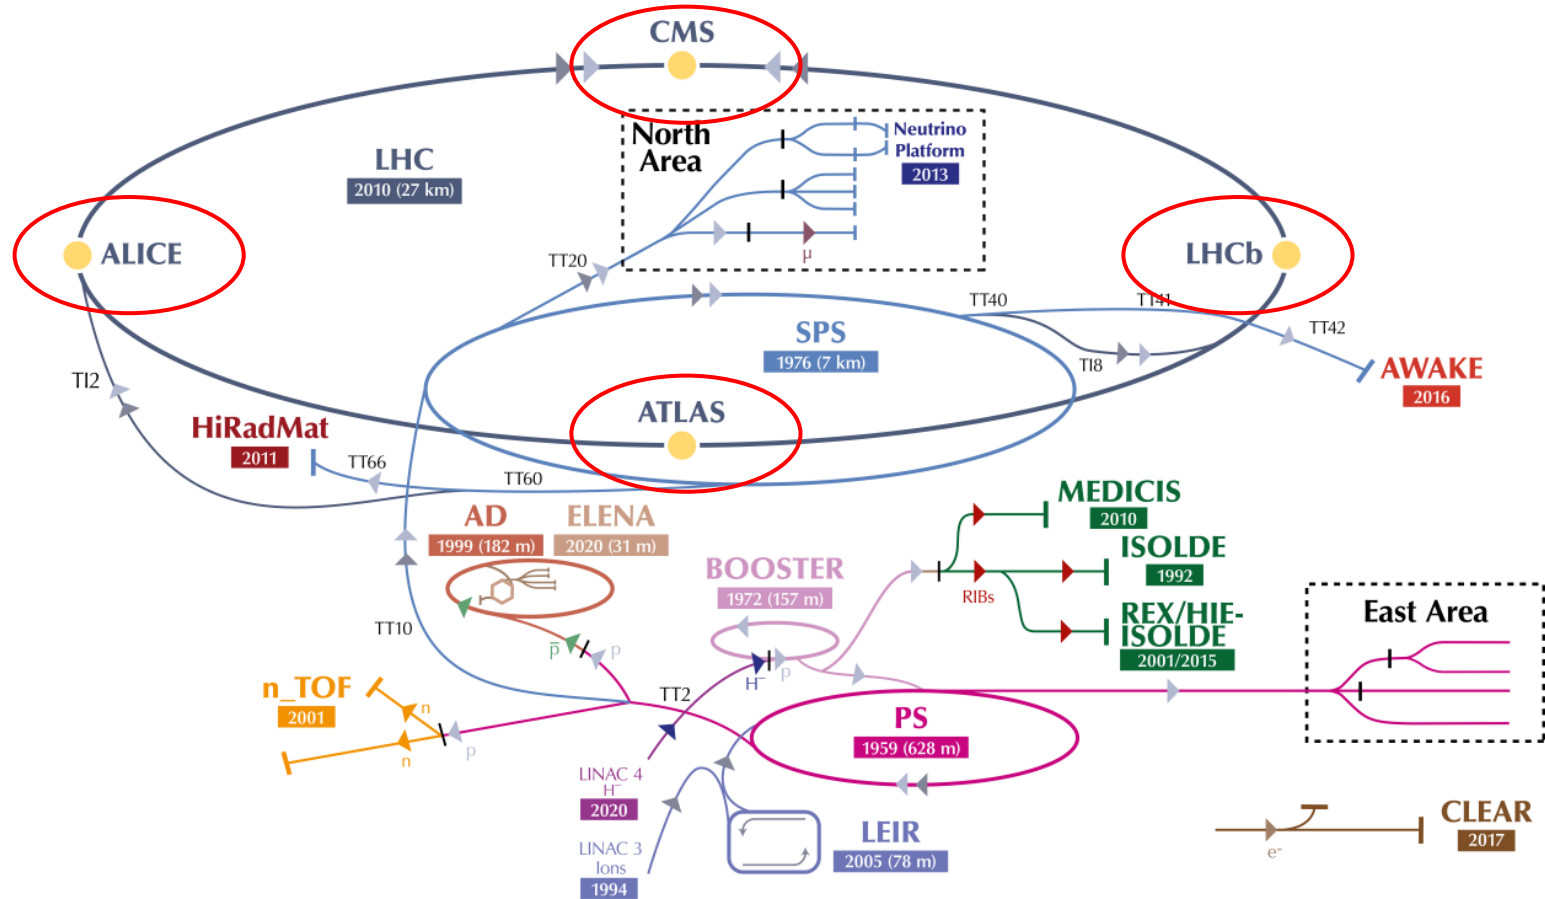 CMS
North
Area
Neutrino
Platform
2013
LHC
2010 (27 km)
ALICE
LHCb
μ
TT20
TT40
TT41
TT42
SPS
1976 (7 km)
TI8
TI2
AWAKE
2016
ATLAS
HiRadMat
2011
TT66
TT60
MEDICIS
2010
AD
1999 (182 m)
ELENA
2020 (31 m)
ISOLDE
1992
BOOSTER
1972 (157 m)
RIBs
REX/HIE-
ISOLDE
2001/2015
East Area
TT10
p̅
p
H⁻
p
n_TOF
2001
n
n
p
TT2
PS
1959 (628 m)
LINAC 4
H⁻
2020
LINAC 3
Ions
1994
LEIR
2005 (78 m)
CLEAR
2017
e⁻